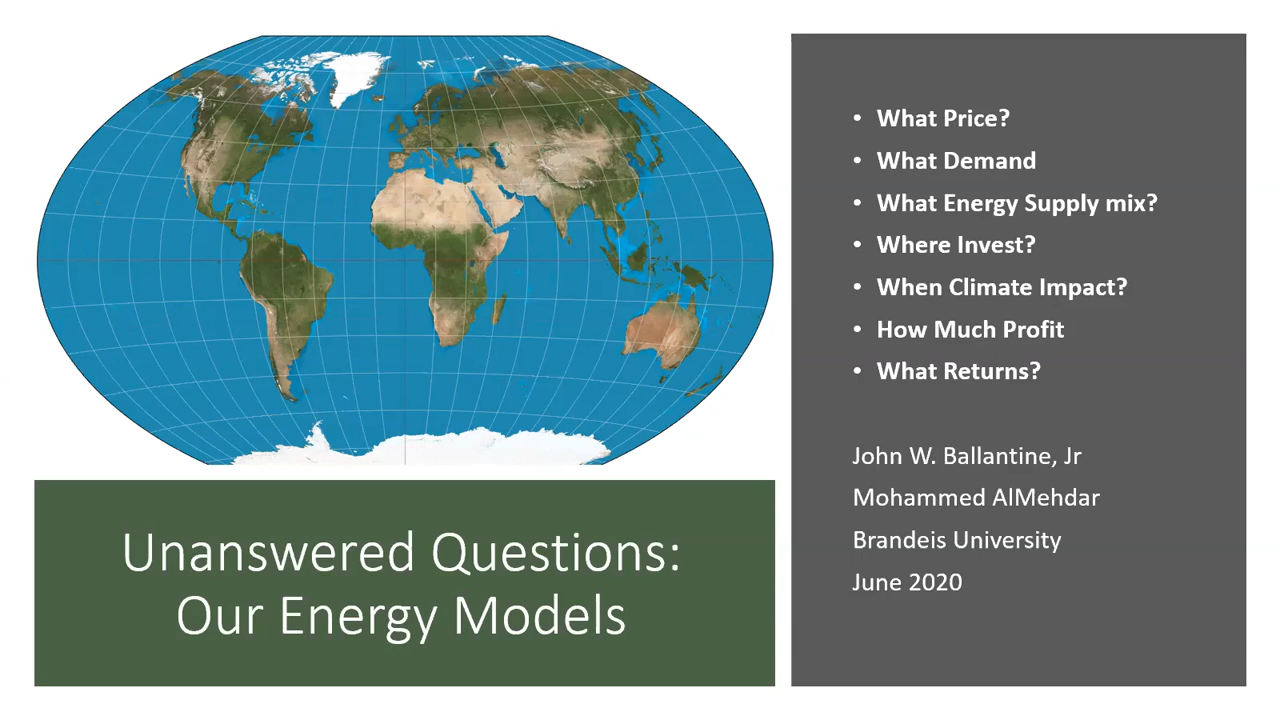 • What Price?
• What Demand
• What Energy Supply mix?
• Where Invest?
• When Climate Impact?
• How Much Profit
• What Returns?
John W. Ballantine, Jr
Mohammed AlMehdar
Brandeis University
June 2020
Unanswered Questions:
Our Energy Models